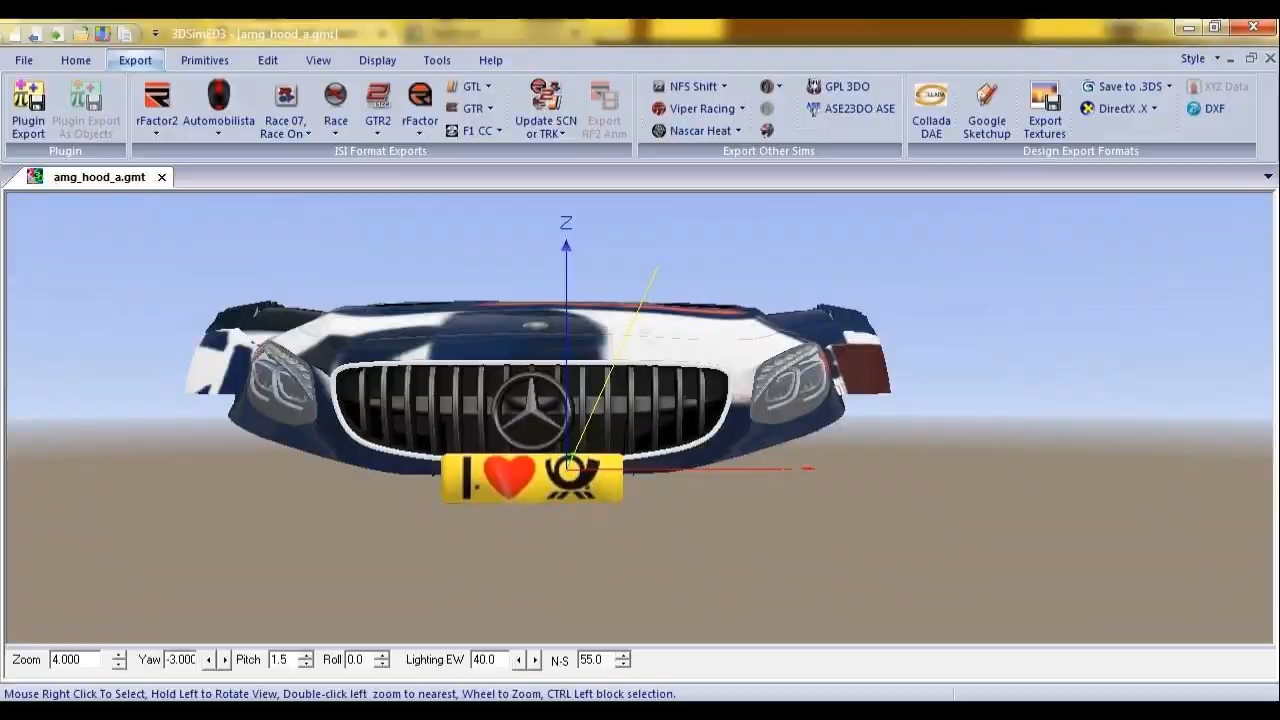 3DSimED3 - [amg_hood_a.gmt]
File Home Export Primitives Edit View Display Tools Help Style
Plugin Export
Plugin Export As Objects
rFactor2
Automobilista
Race 07, Race On
Race
GTR2
rFactor
GTL
GTR
F1 CC
Update SCN or TRK
Export RF2 Anm
NFS Shift
Viper Racing
Nascar Heat
GPL 3DO
ASE23DO ASE
Collada DAE
Google Sketchup
Export Textures
Save to .3DS
DirectX .X
XYZ Data
DXF
Plugin ISI Format Exports Export Other Sims Design Export Formats
amg_hood_a.gmt
Z
I
Zoom 4.000 Yaw -3.000 Pitch 1.5 Roll 0.0 Lighting EW 40.0 N-S 55.0
Mouse Right Click To Select, Hold Left to Rotate View, Double-click left zoom to nearest, Wheel to Zoom, CTRL Left block selection.